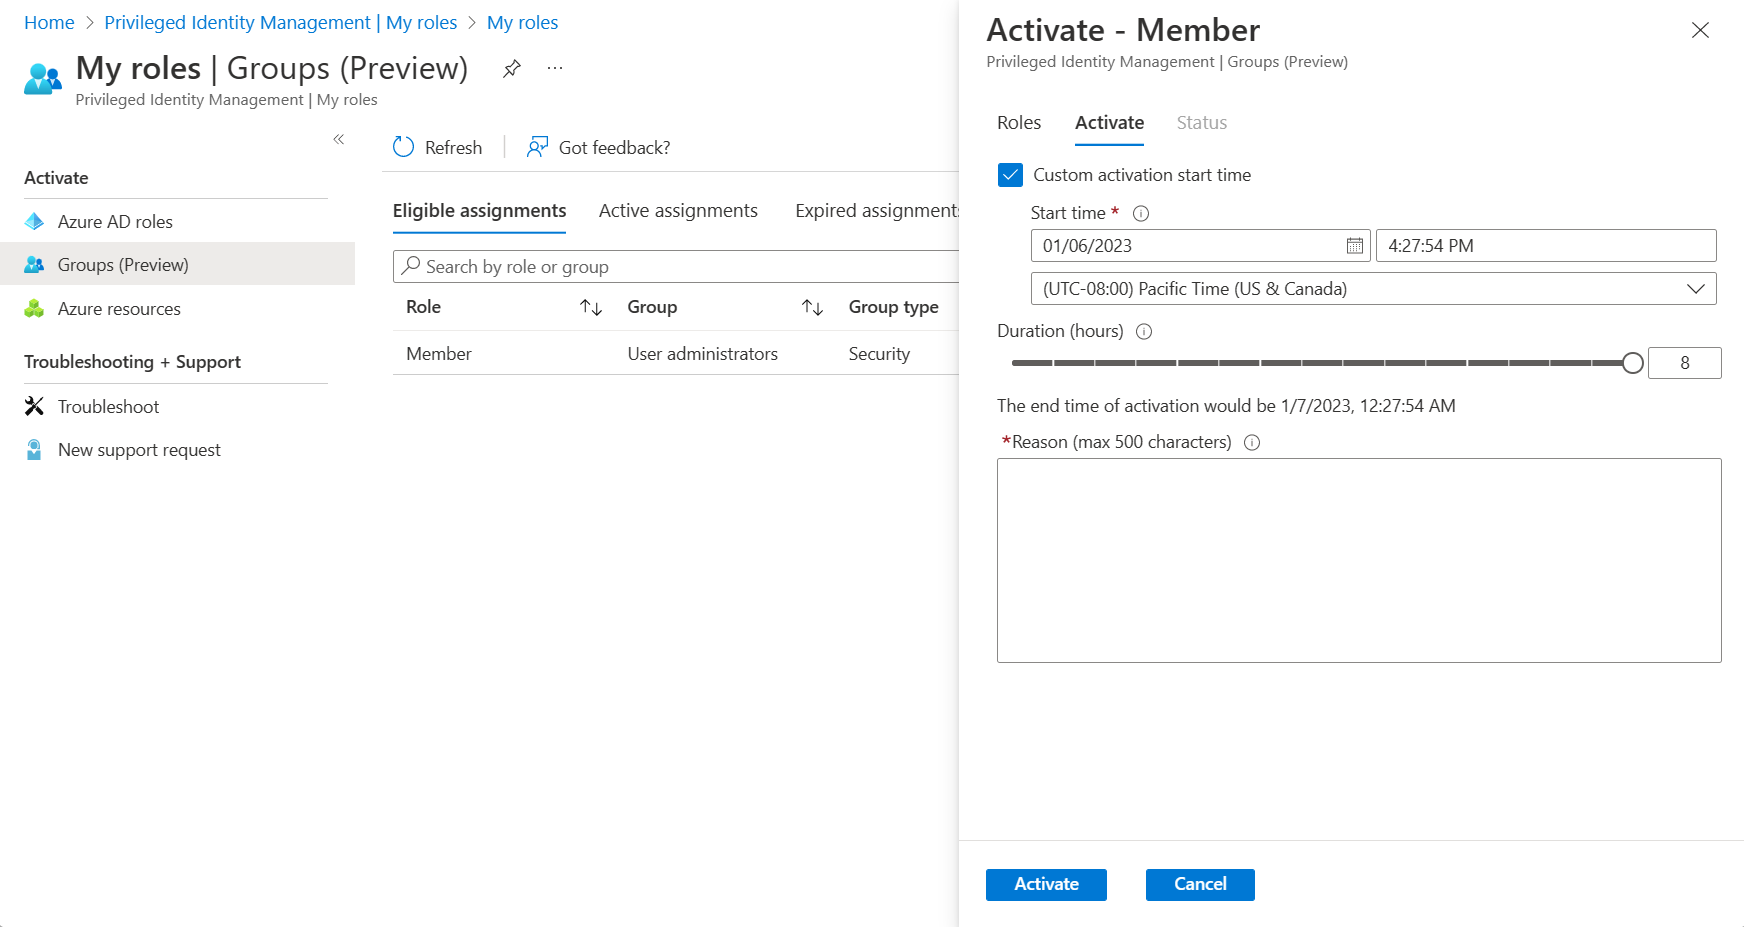 Home > Privileged Identity Management | My roles > My roles
My roles | Groups (Preview)
Privileged Identity Management | My roles
Activate
Azure AD roles
Groups (Preview)
Azure resources
Troubleshooting + Support
Troubleshoot
New support request
Refresh
Got feedback?
Eligible assignments Active assignments Expired assignments
Search by role or group
Role Group Group type
Member User administrators Security
Activate - Member
Privileged Identity Management | Groups (Preview)
Roles Activate Status
Custom activation start time
Start time *
01/06/2023 4:27:54 PM
(UTC-08:00) Pacific Time (US & Canada)
Duration (hours)
8
The end time of activation would be 1/7/2023, 12:27:54 AM
*Reason (max 500 characters)
Activate Cancel